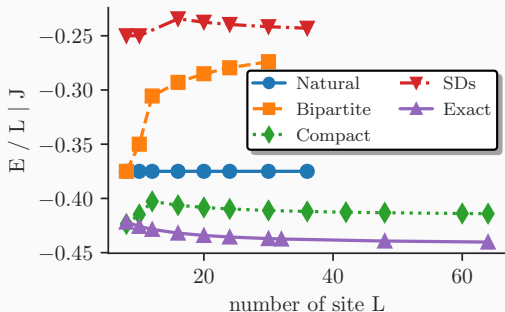 −0.25
−0.30
−0.35
−0.40
−0.45
E / L | J
Natural
Bipartite
Compact
SDs
Exact
20
40
60
number of site L